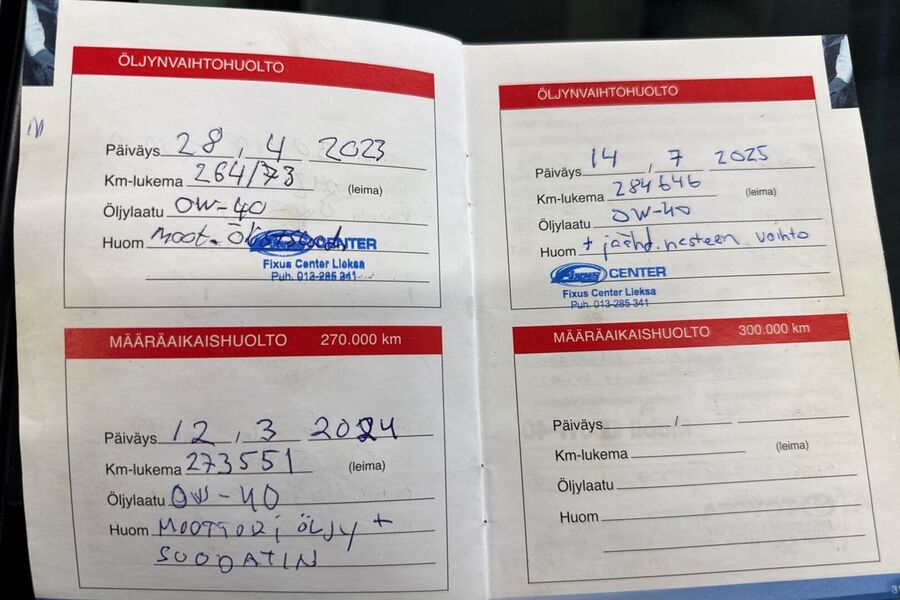 ÖLJYNVAIHTOHUOLTO
Päiväys 28 . 4 2023
Km-lukema 264173 (leima)
Öljylaatu 0W-40
Huom Moot.
FIXUS CENTER
Fixus Center Lieksa
Puh. 013-285 341
MÄÄRÄAIKAISHUOLTO 270.000 km
Päiväys 12 . 3 2024
Km-lukema 273551 (leima)
Öljylaatu 0W-40
Huom MOOTTORI ÖLJY +
SUODATIN
ÖLJYNVAIHTOHUOLTO
Päiväys 14 / 7 2025
Km-lukema 284646 (leima)
Öljylaatu 0W-40
Huom + jäähd.nesteen vaihto
FIXUS CENTER
Fixus Center Lieksa
Puh. 013-285 341
MÄÄRÄAIKAISHUOLTO 300.000 km
Päiväys /
Km-lukema (leima)
Öljylaatu
Huom